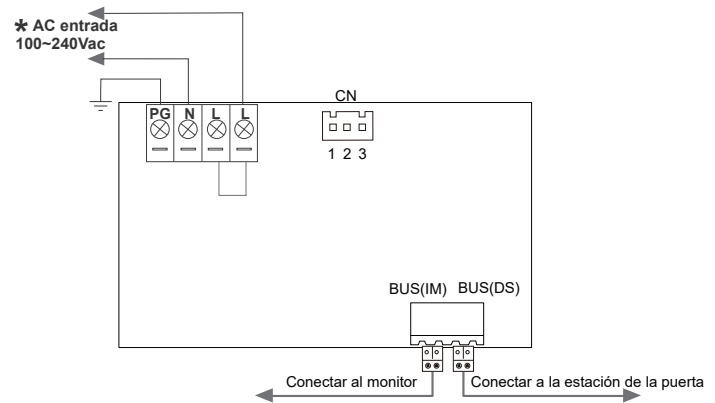 * AC entrada
100~240Vac
PG N L L
CN
1 2 3
BUS(IM) BUS(DS)
Conectar al monitor
Conectar a la estación de la puerta